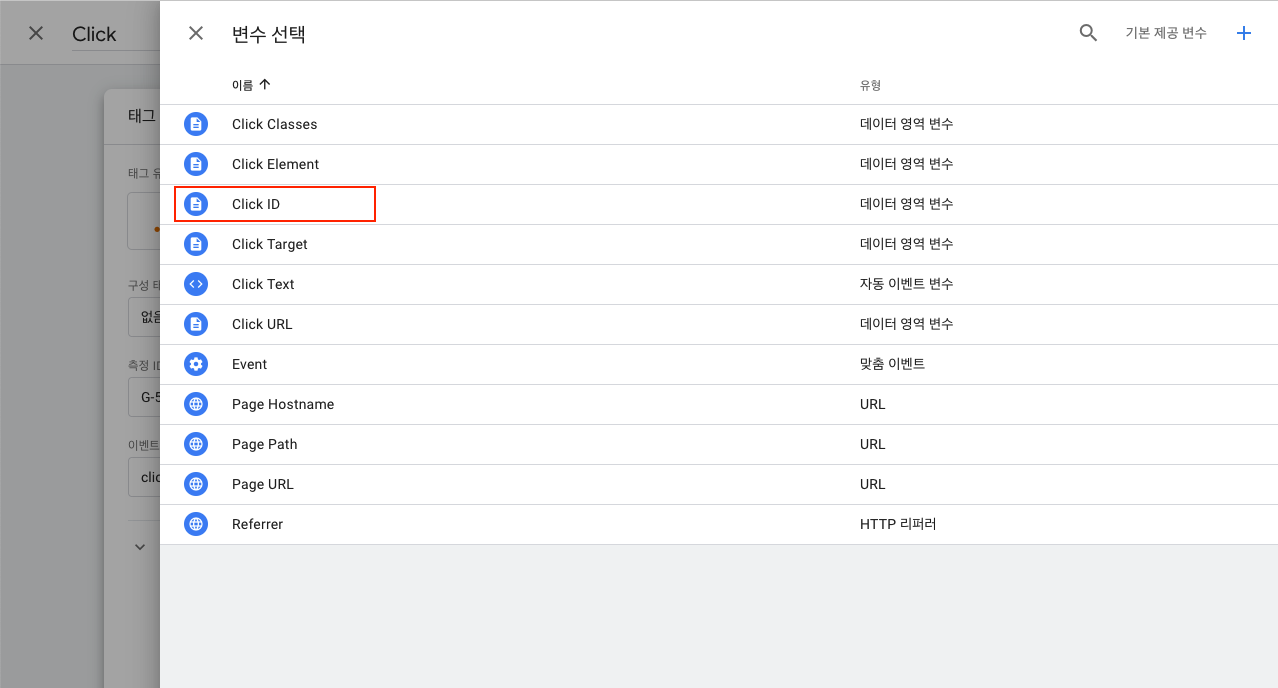 Click
변수 선택
기본 제공 변수
이름
유형
태그
Click Classes
데이터 영역 변수
Click Element
데이터 영역 변수
태그
Click ID
데이터 영역 변수
Click Target
데이터 영역 변수
구성
Click Text
자동 이벤트 변수
Click URL
데이터 영역 변수
측정 ID
Event
맞춤 이벤트
G-5
Page Hostname
URL
이벤트
Page Path
URL
Page URL
URL
Referrer
HTTP 리퍼러